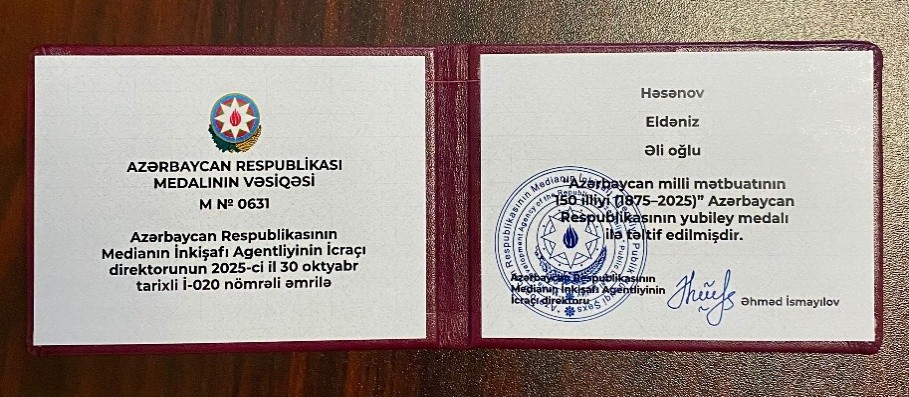 AZƏRBAYCAN RESPUBLİKASI
MEDALININ VƏSİQƏSİ
M № 0631
Azərbaycan Respublikasının
Medianın İnkişafı Agentliyinin İcraçı
direktorunun 2025-ci il 30 oktyabr
tarixli İ-020 nömrəli əmrilə
Həsənov
Eldəniz
Əli oğlu
“Azərbaycan milli mətbuatının
150 illiyi (1875–2025)” Azərbaycan
Respublikasının yubiley medalı
ilə təltif edilmişdir.
Azərbaycan Respublikasının
Medianın İnkişafı Agentliyinin
İcraçı direktoru
Əhməd İsmayılov